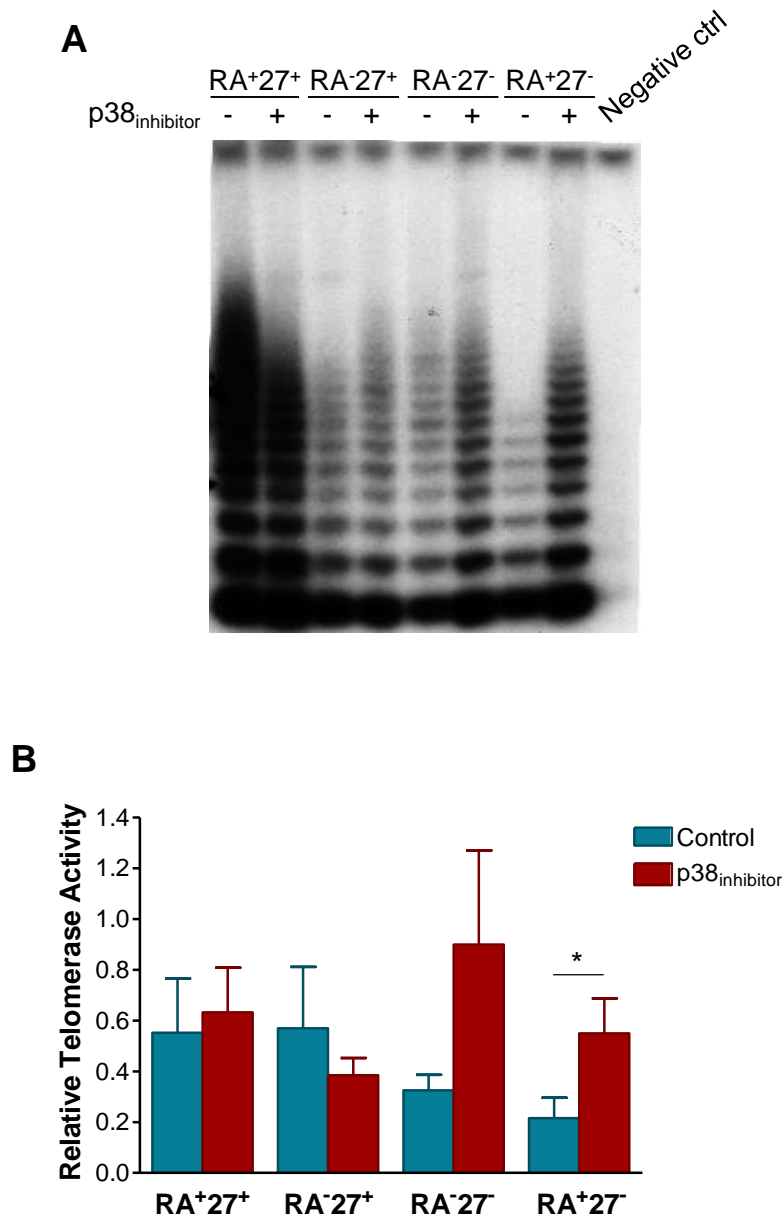 A
RA⁺27⁺ RA⁻27⁺ RA⁻27⁻ RA⁺27⁻ Negative ctrl
p38inhibitor - + - + - + - +
B
Relative Telomerase Activity
1.4
1.2
1.0
0.8
0.6
0.4
0.2
0.0
*
Control
p38inhibitor
RA⁺27⁺ RA⁻27⁺ RA⁻27⁻ RA⁺27⁻